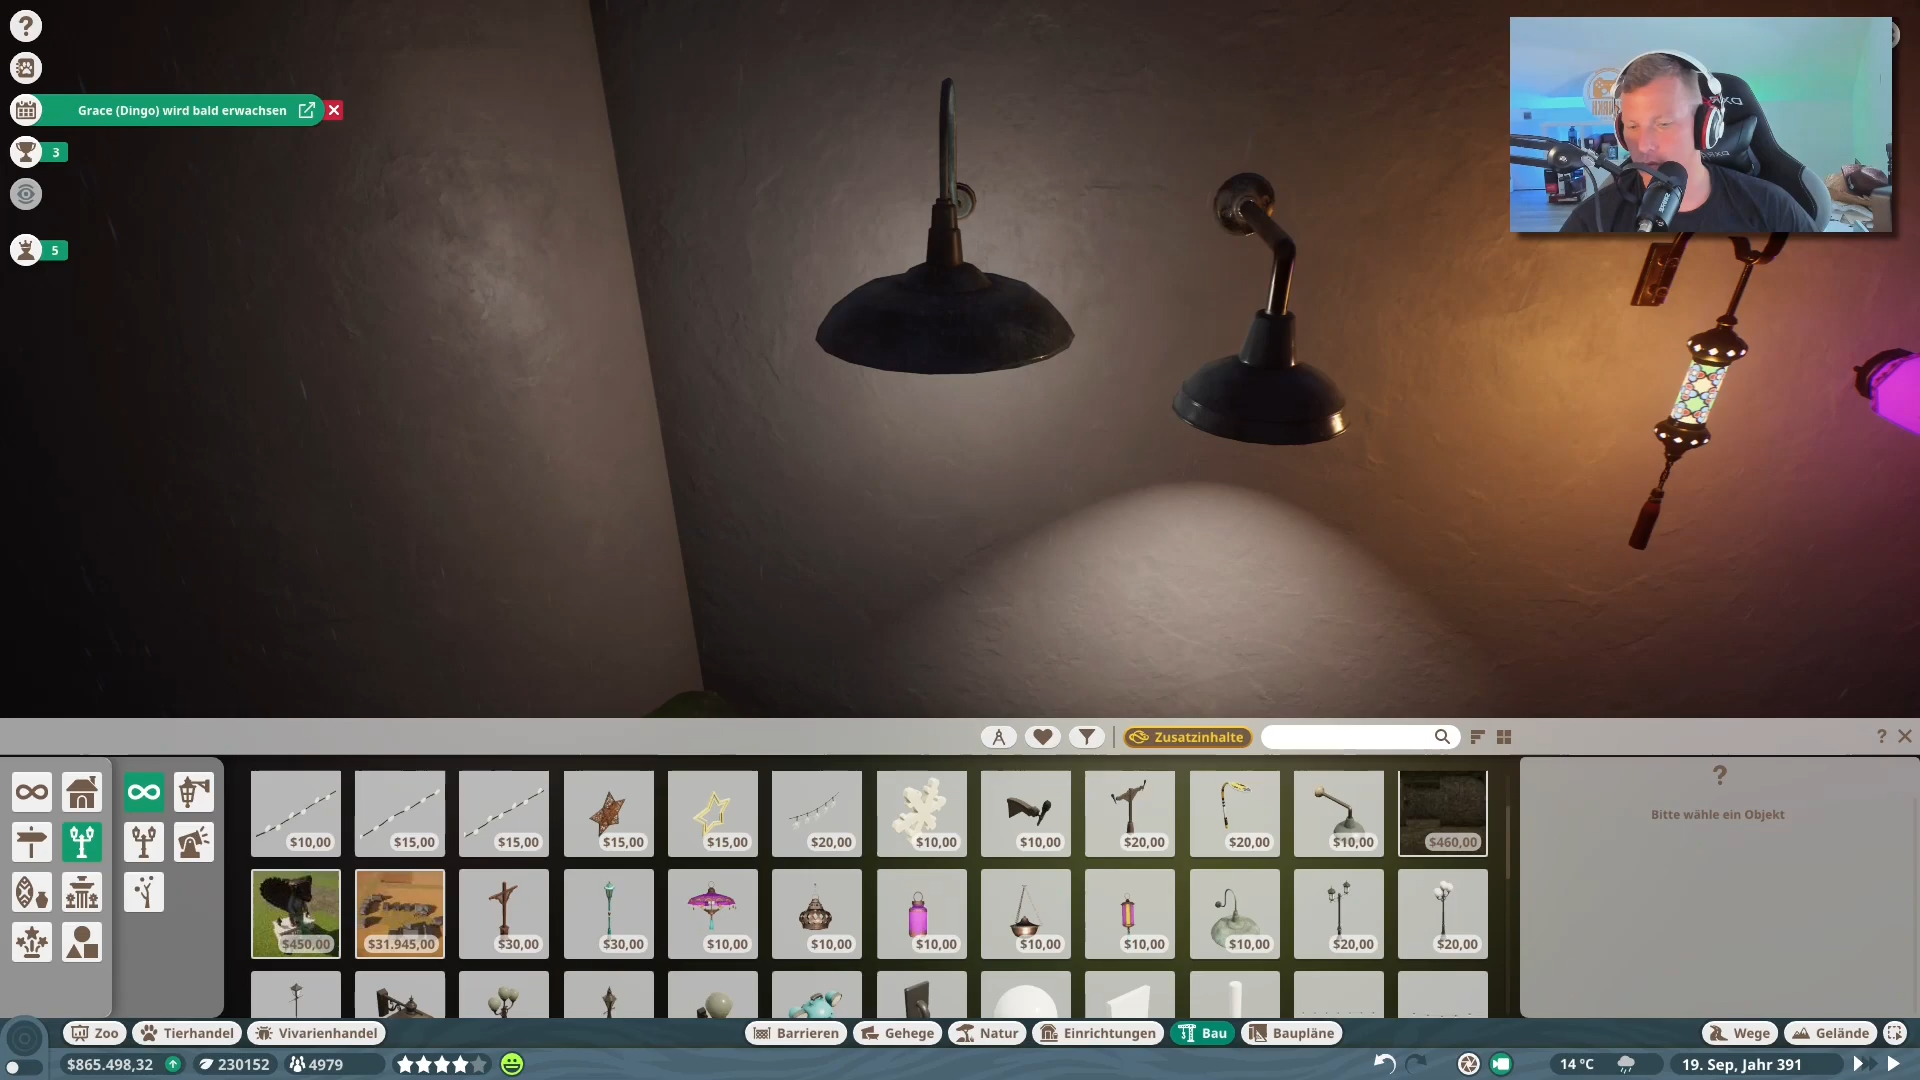 ?
Grace (Dingo) wird bald erwachsen
3
5
Zusatzinhalte
?
$10,00
$15,00
$15,00
$15,00
$15,00
$20,00
$10,00
$10,00
$20,00
$20,00
$10,00
$460,00
?
Bitte wähle ein Objekt
$450,00
$31.945,00
$30,00
$30,00
$10,00
$10,00
$10,00
$10,00
$10,00
$10,00
$20,00
$20,00
Zoo
Tierhandel
Vivarienhandel
Barrieren
Gehege
Natur
Einrichtungen
Bau
Baupläne
Wege
Gelände
$865.498,32
230152
4979
14 °C
19. Sep, Jahr 391